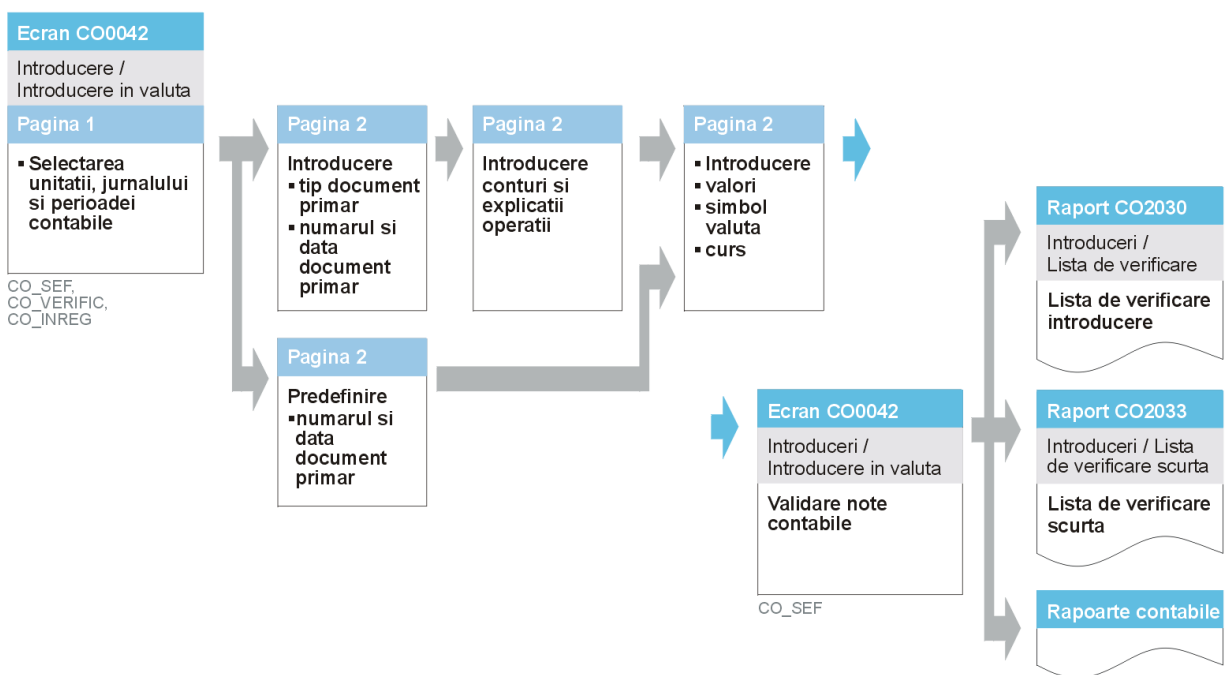 Ecran CO0042
Introducere /
Introducere in valuta
Pagina 1
▪ Selectarea
unitatii, jurnalului
si perioadei
contabile
CO_SEF,
CO_VERIFIC,
CO_INREG
Pagina 2
Introducere
▪ tip document
primar
▪ numarul si
data
document
primar
Pagina 2
Introducere
conturi si
explicatii
operatii
Pagina 2
▪ Introducere
▪ valori
▪ simbol
valuta
▪ curs
Pagina 2
Predefinire
▪numarul si
data
document
primar
Ecran CO0042
Introduceri /
Introducere in valuta
Validare note
contabile
CO_SEF
Raport CO2030
Introduceri /
Lista de verificare
Lista de verificare
introducere
Raport CO2033
Introduceri / Lista
de verificare scurta
Lista de verificare
scurta
Rapoarte contabile